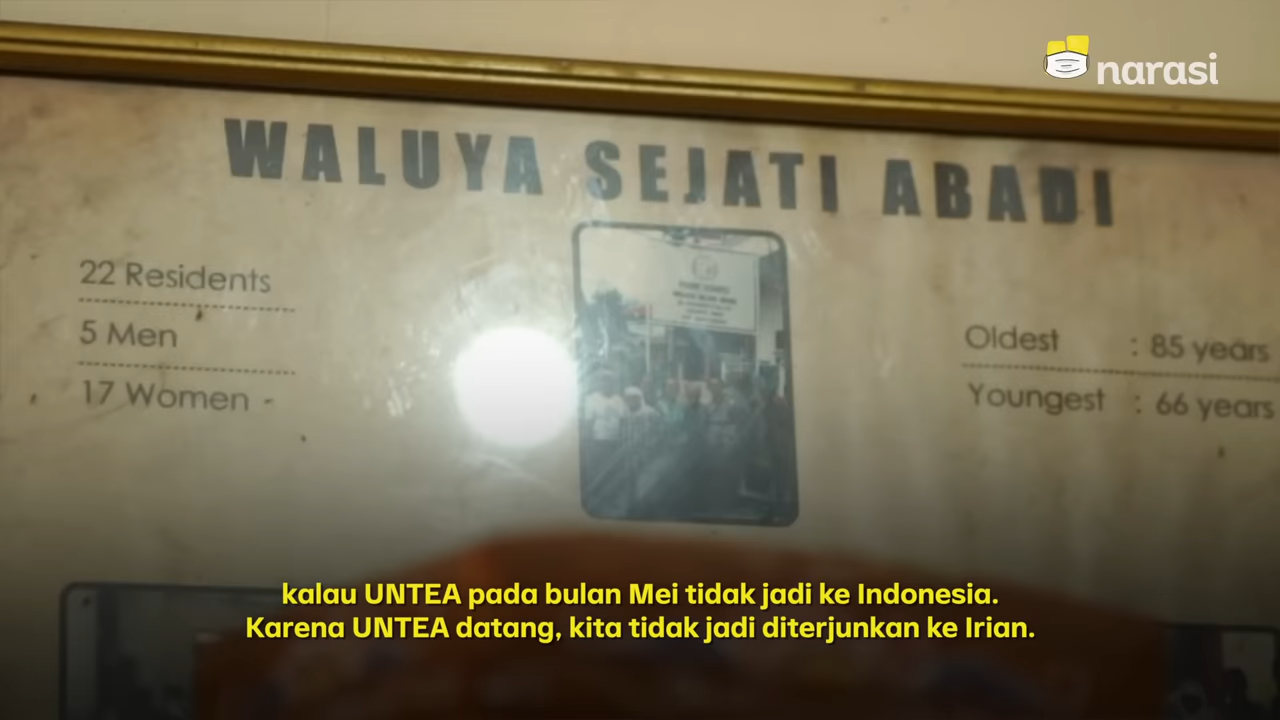 narasi
WALUYA SEJATI ABADI
22 Residents
5 Men
17 Women
Oldest : 85 years
Youngest : 66 years
kalau UNTEA pada bulan Mei tidak jadi ke Indonesia.
Karena UNTEA datang, kita tidak jadi diterjunkan ke Irian.